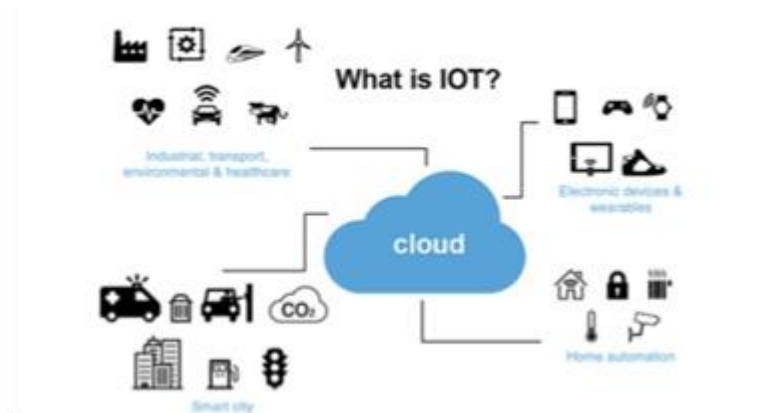 What is IOT?
Industrial, transport,
environmental & healthcare
Electronic devices &
wearables
cloud
CO₂
Home automation
Smart city